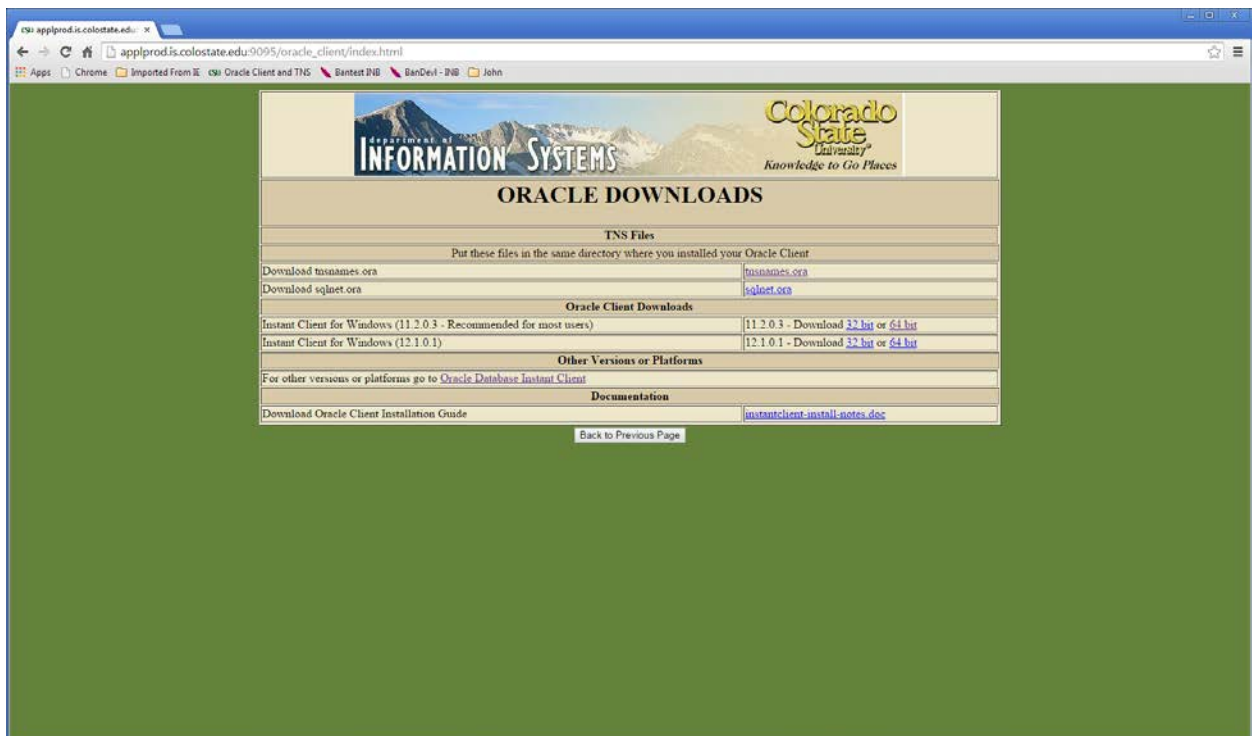 CSU applprod.is.colostate.edu:
applprod.is.colostate.edu:9095/oracle_client/index.html
Apps Chrome Imported From IE CSU Oracle Client and TNS Bantest INB BanDevl - INB John
department of
INFORMATION SYSTEMS
Colorado
State
University
Knowledge to Go Places
ORACLE DOWNLOADS
TNS Files
Put these files in the same directory where you installed your Oracle Client
Download tnsnames.ora tnsnames.ora
Download sqlnet.ora sqlnet.ora
Oracle Client Downloads
Instant Client for Windows (11.2.0.3 - Recommended for most users) 11.2.0.3 - Download 32 bit or 64 bit
Instant Client for Windows (12.1.0.1) 12.1.0.1 - Download 32 bit or 64 bit
Other Versions or Platforms
For other versions or platforms go to Oracle Database Instant Client
Documentation
Download Oracle Client Installation Guide instantclient-install-notes.doc
Back to Previous Page